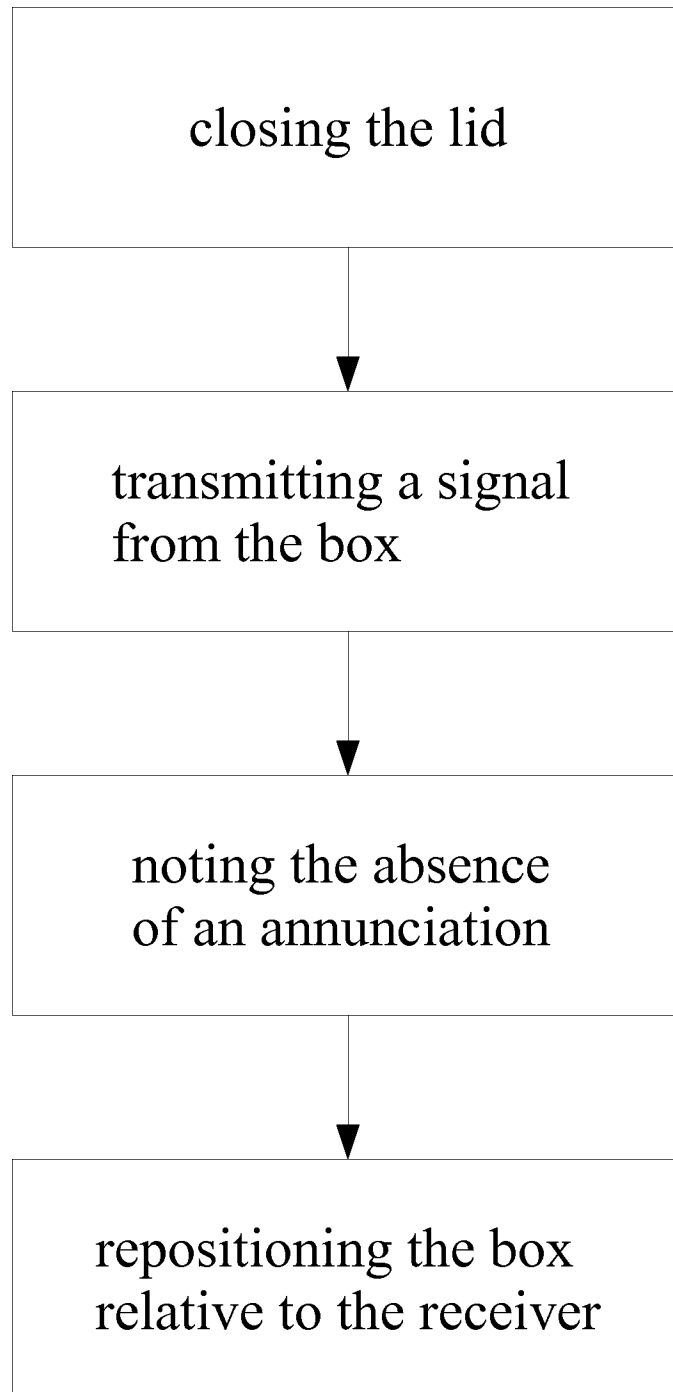 closing the lid
transmitting a signal
from the box
noting the absence
of an annunciation
repositioning the box
relative to the receiver